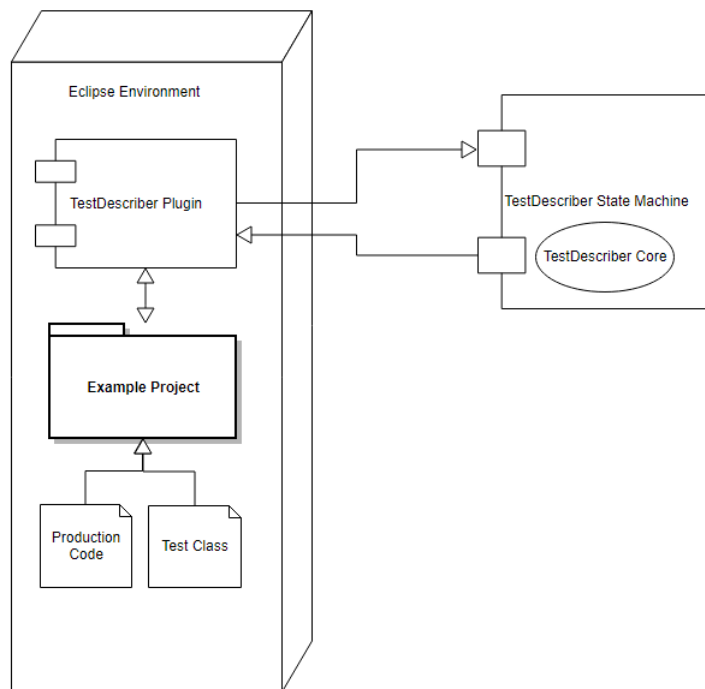 Eclipse Environment
TestDescriber Plugin
TestDescriber State Machine
TestDescriber Core
Example Project
Production
Code
Test Class